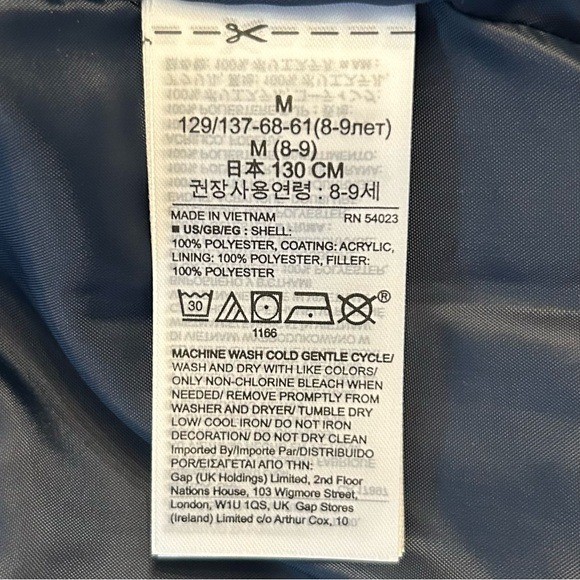 M
129/137-68-61(8-9лет)
M (8-9)
日本 130 CM
권장사용연령 : 8-9세
MADE IN VIETNAM RN 54023
■ US/GB/EG : SHELL:
100% POLYESTER, COATING: ACRYLIC,
LINING: 100% POLYESTER, FILLER:
100% POLYESTER
30
®
1166
MACHINE WASH COLD GENTLE CYCLE/
WASH AND DRY WITH LIKE COLORS/
ONLY NON-CHLORINE BLEACH WHEN
NEEDED/ REMOVE PROMPTLY FROM
WASHER AND DRYER/ TUMBLE DRY
LOW/ COOL IRON/ DO NOT IRON
DECORATION/ DO NOT DRY CLEAN
Imported By/Importe Par/DISTRIBUIDO
POR/ΕΙΣΑΓΕΤΑΙ ΑΠΟ ΤΗΝ:
Gap (UK Holdings) Limited, 2nd Floor
Nations House, 103 Wigmore Street,
London, W1U 1QS, UK Gap Stores
(Ireland) Limited c/o Arthur Cox, 10